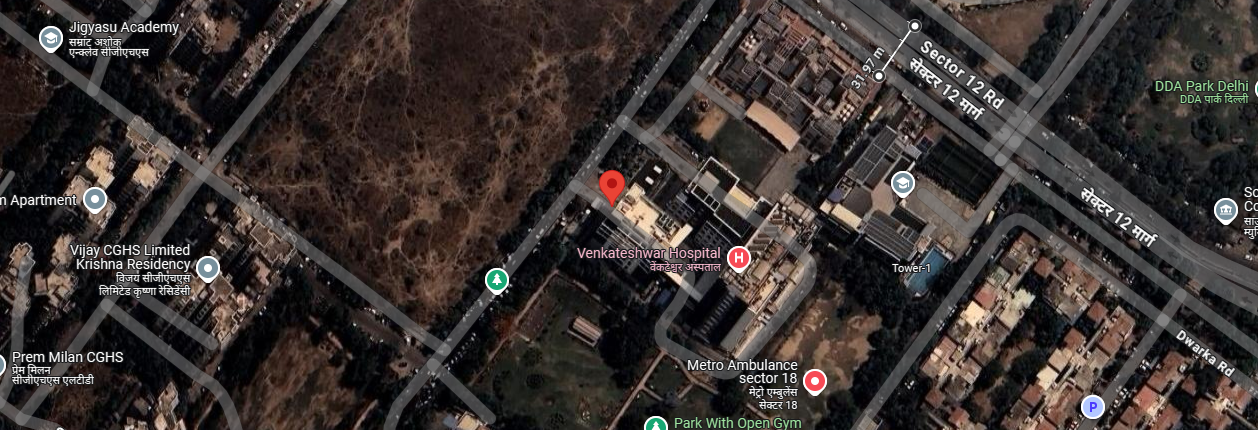 Jigyasu Academy
सम्राट अशोक
एन्क्लेव सीजीएचएस
31.97 m
Sector 12 Rd
सेक्टर 12 मार्ग
DDA Park Delhi
DDA पार्क दिल्ली
m Apartment
सेक्टर 12 मार्ग
Vijay CGHS Limited
Krishna Residency
विजय सीजीएचएस
लिमिटेड कृष्णा रेसिडेंसी
Venkateshwar Hospital
वेंकटेश्वर अस्पताल
H
Tower-1
Dwarka Rd
Prem Milan CGHS
प्रेम मिलन
सीजीएचएस एलटीडी
Metro Ambulance
sector 18
मेट्रो एम्बुलेंस
सेक्टर 18
P
Park With Open Gym